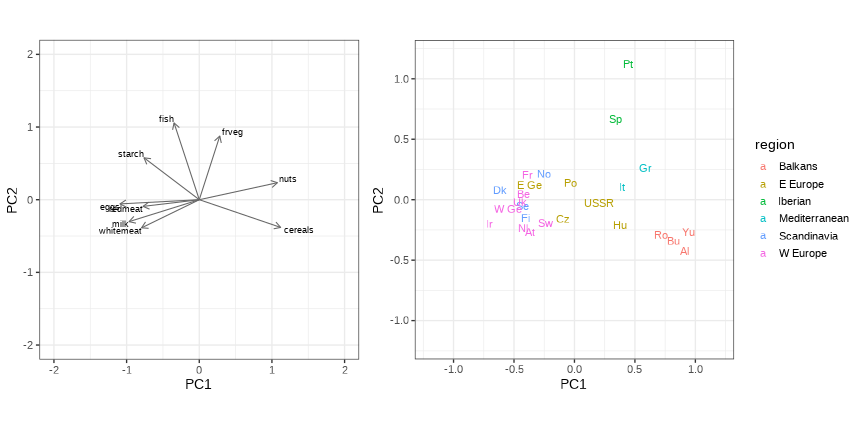 PC2
2
1
0
-1
-2
-2
-1
0
1
2
PC1
fish
frveg
starch
nuts
eggs
redmeat
milk
whitemeat
cereals
PC2
1.0
0.5
0.0
-0.5
-1.0
-1.0
-0.5
0.0
0.5
1.0
PC1
Pt
Sp
Gr
Fr
No
It
E Ge
Po
Dk
Be
Uk
Se
USSR
W Ge
Fi
Cz
Ir
Sw
Hu
Nl
At
Ro
Yu
Bu
Al
region
a Balkans
a E Europe
a Iberian
a Mediterranean
a Scandinavia
a W Europe